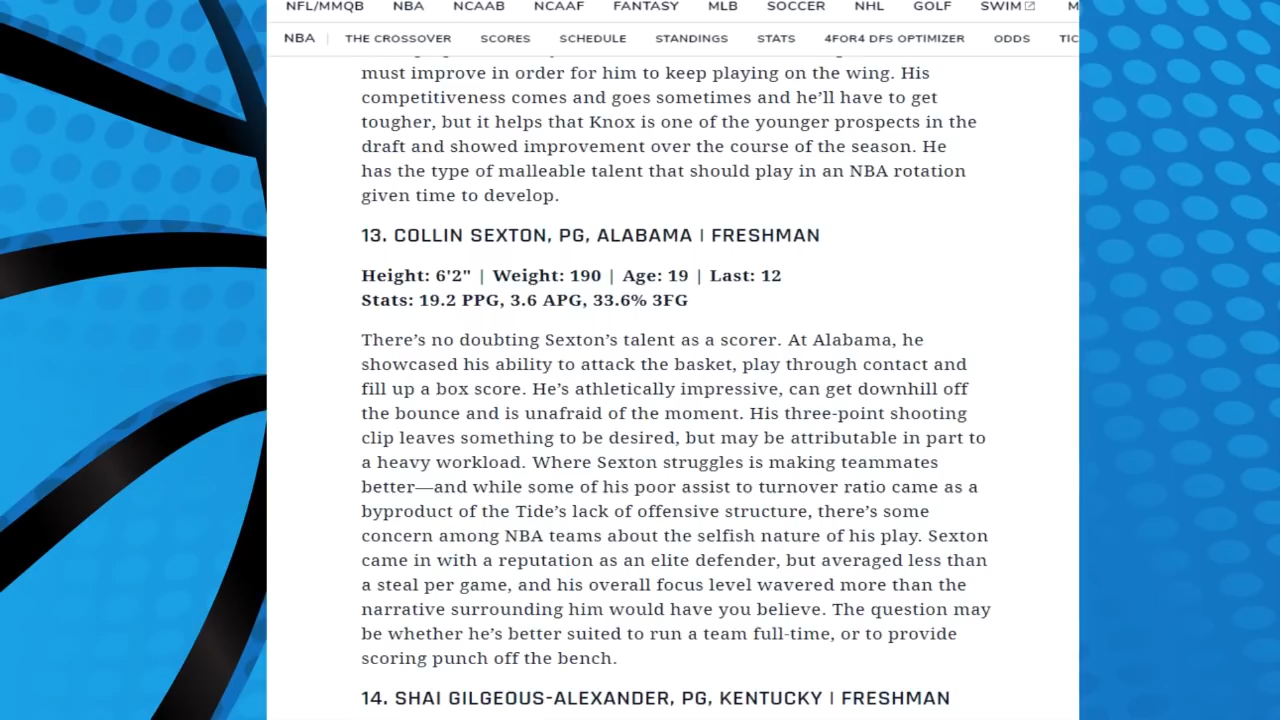 NFL/MMQB NBA NCAAB NCAAF FANTASY MLB SOCCER NHL GOLF SWIM M
NBA | THE CROSSOVER SCORES SCHEDULE STANDINGS STATS 4FOR4 DFS OPTIMIZER ODDS TIC
must improve in order for him to keep playing on the wing. His
competitiveness comes and goes sometimes and he’ll have to get
tougher, but it helps that Knox is one of the younger prospects in the
draft and showed improvement over the course of the season. He
has the type of malleable talent that should play in an NBA rotation
given time to develop.
13. COLLIN SEXTON, PG, ALABAMA | FRESHMAN
Height: 6'2" | Weight: 190 | Age: 19 | Last: 12
Stats: 19.2 PPG, 3.6 APG, 33.6% 3FG
There’s no doubting Sexton’s talent as a scorer. At Alabama, he
showcased his ability to attack the basket, play through contact and
fill up a box score. He’s athletically impressive, can get downhill off
the bounce and is unafraid of the moment. His three-point shooting
clip leaves something to be desired, but may be attributable in part to
a heavy workload. Where Sexton struggles is making teammates
better—and while some of his poor assist to turnover ratio came as a
byproduct of the Tide’s lack of offensive structure, there’s some
concern among NBA teams about the selfish nature of his play. Sexton
came in with a reputation as an elite defender, but averaged less than
a steal per game, and his overall focus level wavered more than the
narrative surrounding him would have you believe. The question may
be whether he’s better suited to run a team full-time, or to provide
scoring punch off the bench.
14. SHAI GILGEOUS-ALEXANDER, PG, KENTUCKY | FRESHMAN